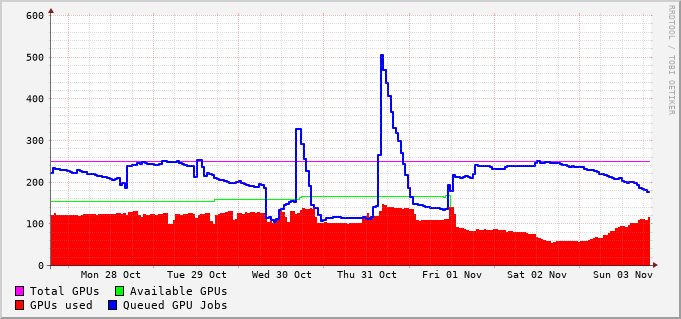 600
500
400
300
200
100
0
Mon 28 Oct Tue 29 Oct Wed 30 Oct Thu 31 Oct Fri 01 Nov Sat 02 Nov Sun 03 Nov
Total GPUs Available GPUs
GPUs used Queued GPU Jobs
RRDTOOL / TOBI OETIKER